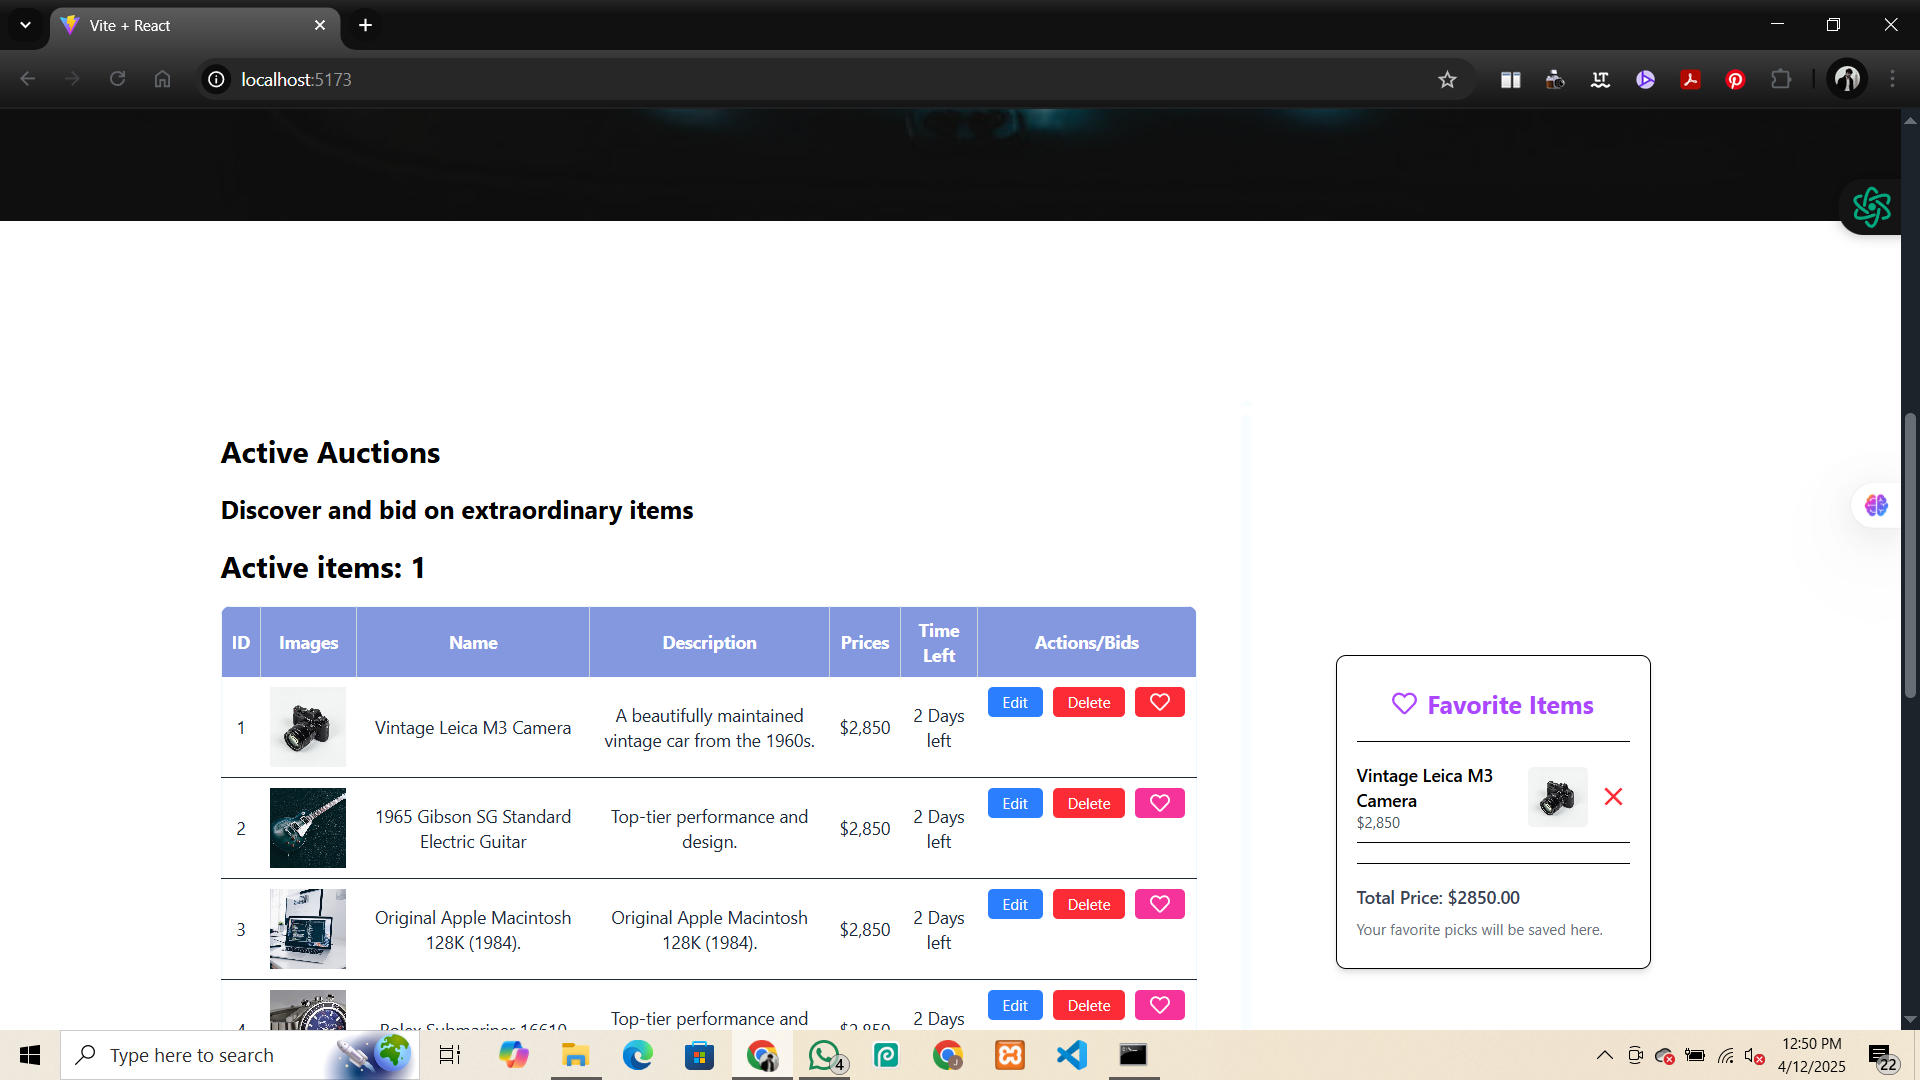 Vite + React
localhost:5173
Active Auctions
Discover and bid on extraordinary items
Active items: 1
ID Images Name Description Prices Time Left Actions/Bids
1 Vintage Leica M3 Camera A beautifully maintained vintage car from the 1960s. $2,850 2 Days left Edit Delete
2 1965 Gibson SG Standard Electric Guitar Top-tier performance and design. $2,850 2 Days left Edit Delete
3 Original Apple Macintosh 128K (1984). Original Apple Macintosh 128K (1984). $2,850 2 Days left Edit Delete
4 Rolex Submariner 16610 Top-tier performance and $2,850 2 Days Edit Delete
Favorite Items
Vintage Leica M3
Camera
$2,850
Total Price: $2850.00
Your favorite picks will be saved here.
Type here to search
4
12:50 PM
4/12/2025
22